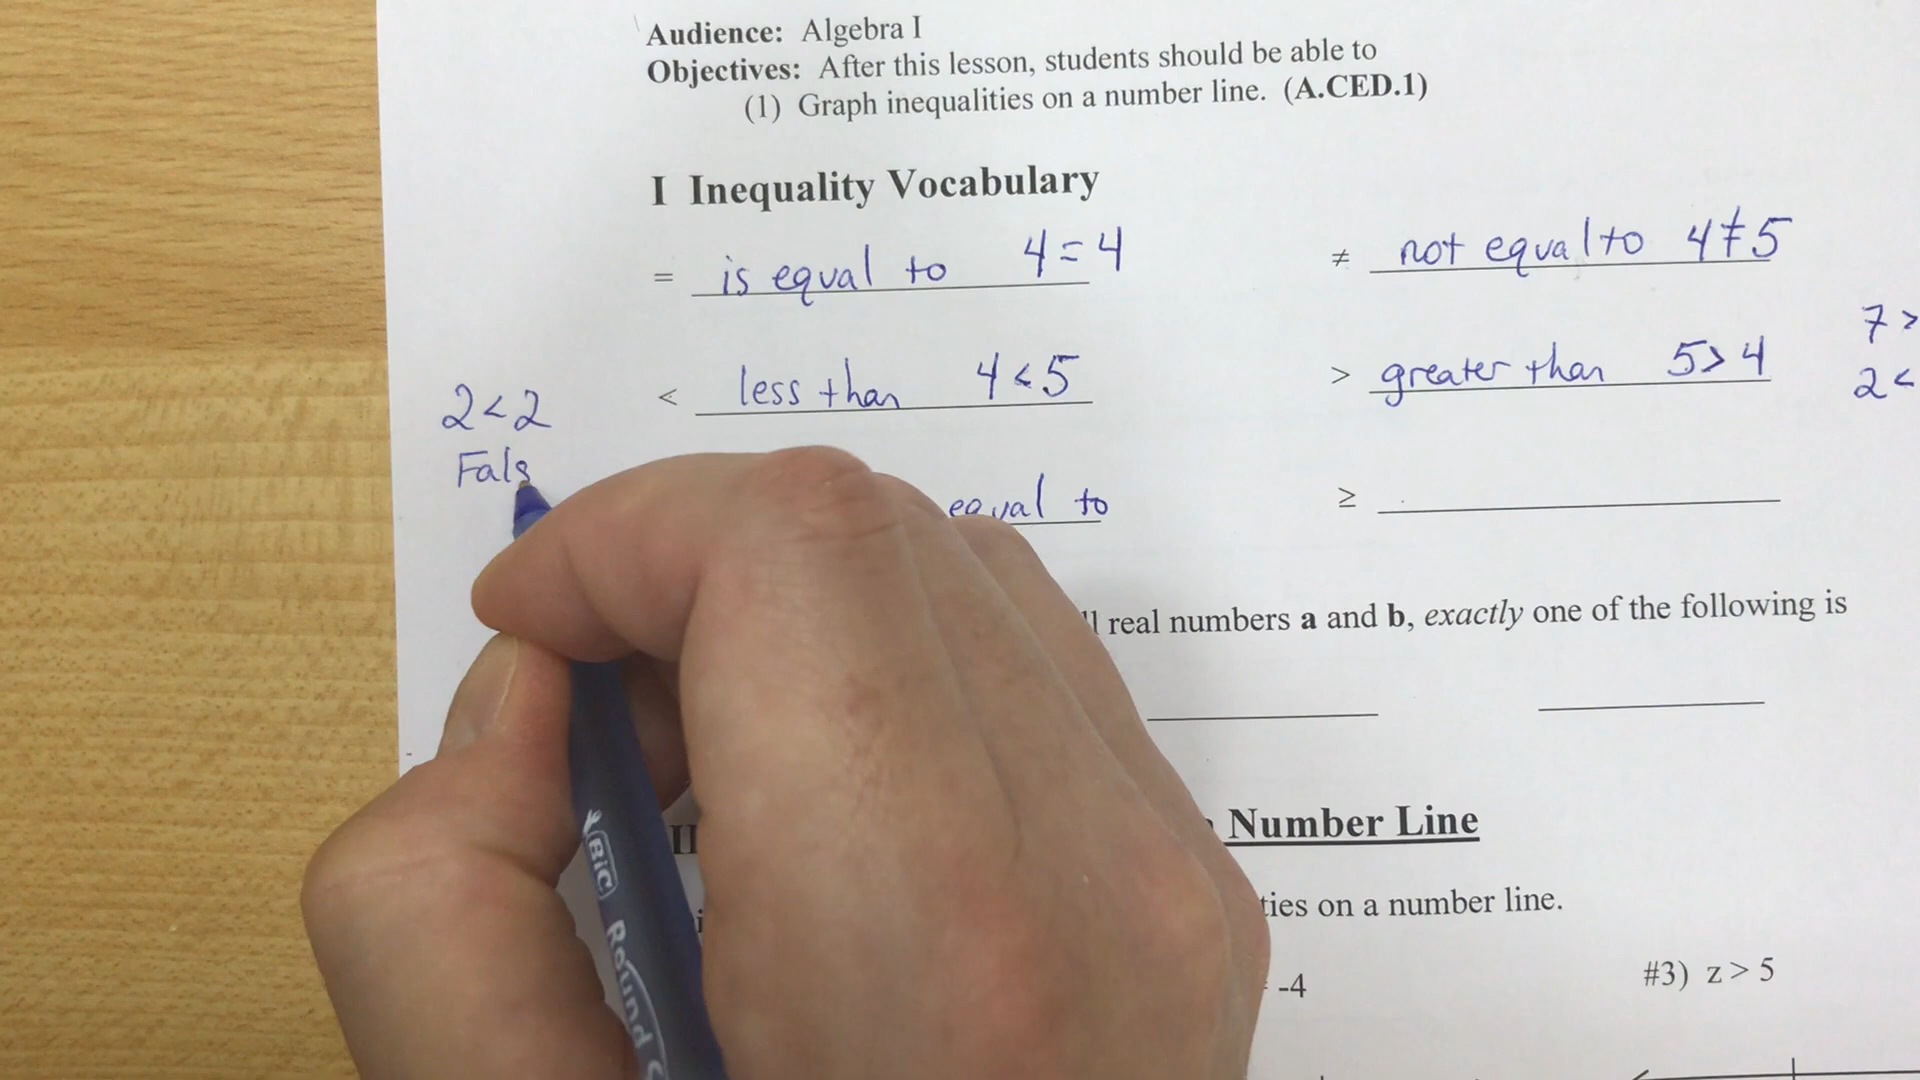 Audience: Algebra I
Objectives: After this lesson, students should be able to
(1) Graph inequalities on a number line. (A.CED.1)
I Inequality Vocabulary
= is equal to 4 = 4
≠ not equal to 4 ≠ 5
7 >
< less than 4 < 5
> greater than 5 > 4
2 <
2 < 2
Fals
equal to
≥
real numbers a and b, exactly one of the following is
II
Number Line
ties on a number line.
-4
#3) z > 5
BIC Round S